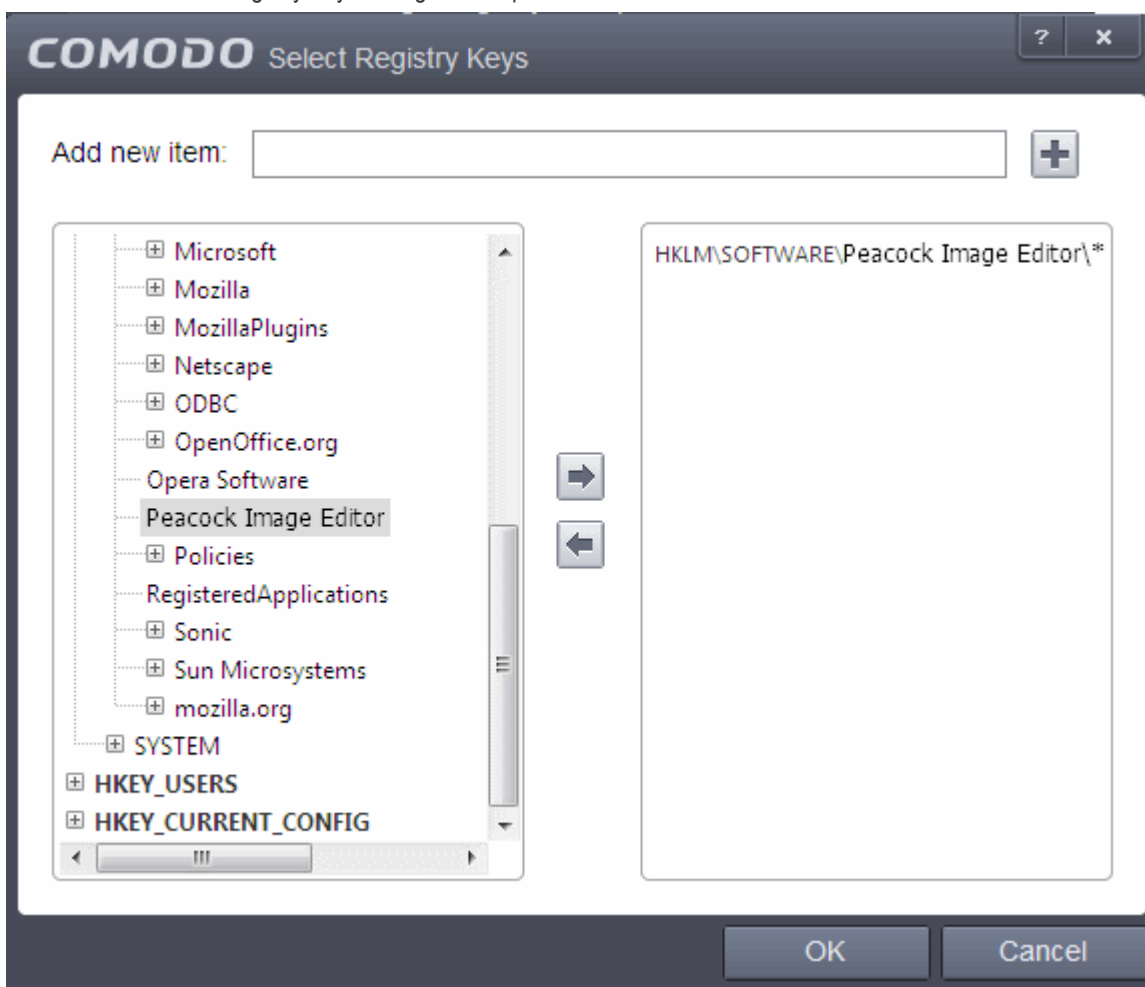 COMODO Select Registry Keys
? x
Add new item:
Microsoft
Mozilla
MozillaPlugins
Netscape
ODBC
OpenOffice.org
Opera Software
Peacock Image Editor
Policies
RegisteredApplications
Sonic
Sun Microsystems
mozilla.org
SYSTEM
HKEY_USERS
HKEY_CURRENT_CONFIG
HKLM\SOFTWARE\Peacock Image Editor\*
OK
Cancel